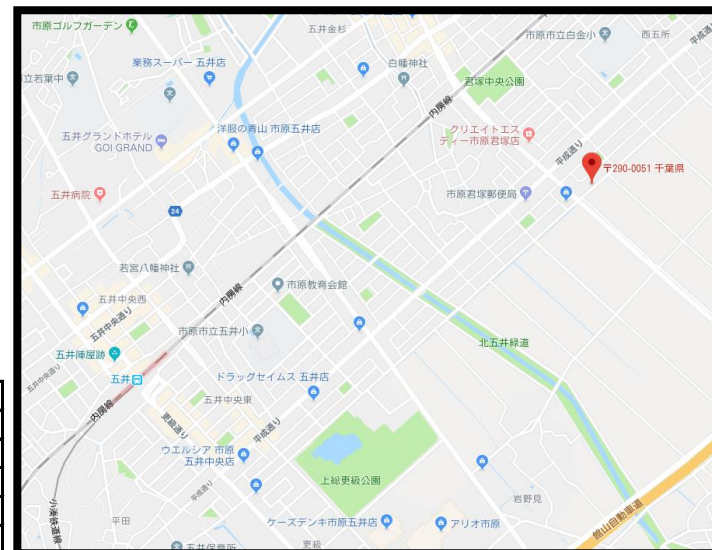 市原ゴルフガーデン
五井金杉
市原市立白金小
西五所
平成通り
業務スーパー 五井店
白幡神社
立若葉中
君塚中央公園
内房線
五井グランドホテル
GOI GRAND
洋服の青山 市原五井店
クリエイトエス
ディー市原君塚店
平成通り
〒290-0051 千葉県
五井病院
市原君塚郵便局
24
若宮八幡神社
市原教育会館
五井中央西
内房線
五井中央通り
市原市立五井小
北五井緑道
五井陣屋跡
五井
ドラッグセイムス 五井店
五井中央通り
五井中央東
内房線
更級通り
平成通り
ウエルシア 市原
五井中央店
上総更級公園
平成通り
岩野見
小湊鉄道線
平田
ケーズデンキ市原五井店
アリオ市原
館山自動車道
五井保育所
更級